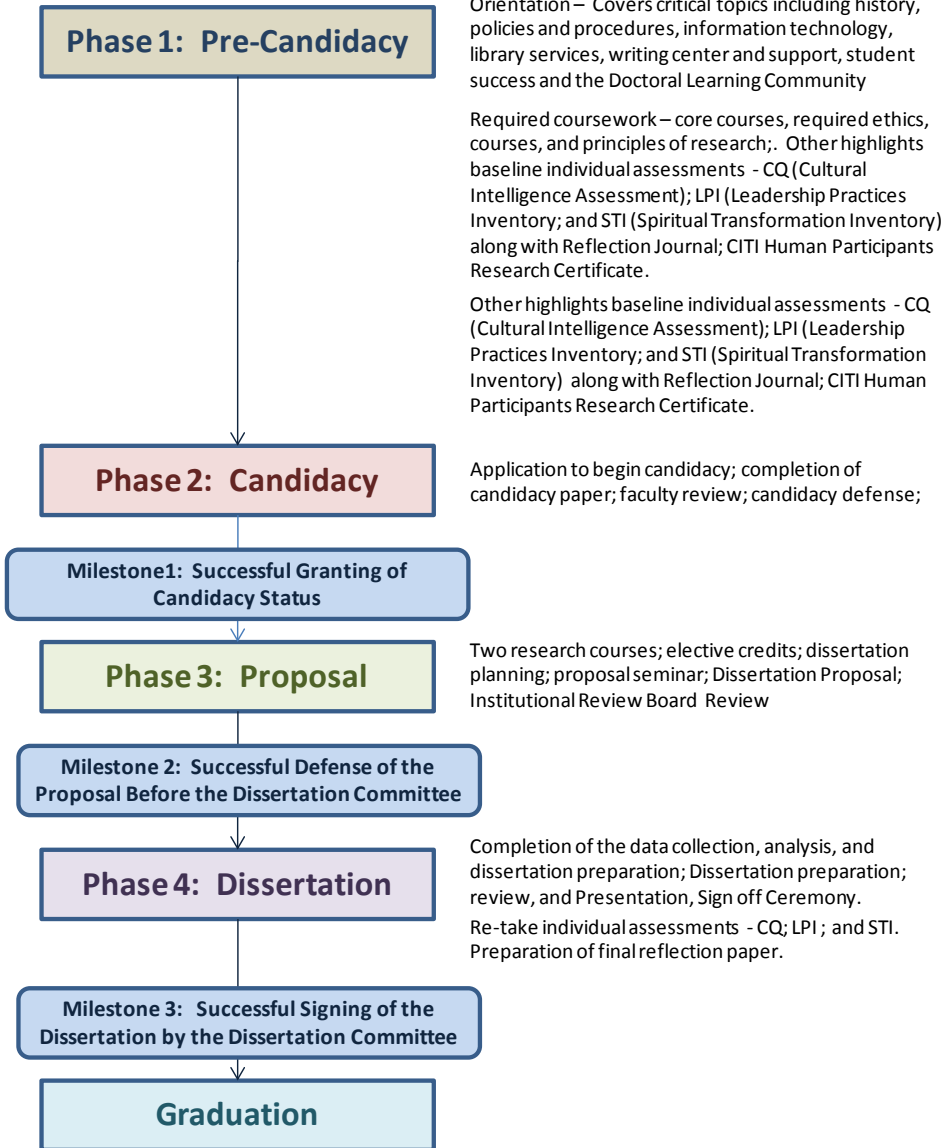 Orientation – Covers critical topics including history,
Phase 1: Pre-Candidacy
policies and procedures, information technology,
library services, writing center and support, student
success and the Doctoral Learning Community
Required coursework – core courses, required ethics,
courses, and principles of research;. Other highlights
baseline individual assessments - CQ (Cultural
Intelligence Assessment); LPI (Leadership Practices
Inventory; and STI (Spiritual Transformation Inventory)
along with Reflection Journal; CITI Human Participants
Research Certificate.
Other highlights baseline individual assessments - CQ
(Cultural Intelligence Assessment); LPI (Leadership
Practices Inventory; and STI (Spiritual Transformation
Inventory) along with Reflection Journal; CITI Human
Participants Research Certificate.
Phase 2: Candidacy
Application to begin candidacy; completion of
candidacy paper; faculty review; candidacy defense;
Milestone1: Successful Granting of
Candidacy Status
Phase 3: Proposal
Two research courses; elective credits; dissertation
planning; proposal seminar; Dissertation Proposal;
Institutional Review Board Review
Milestone 2: Successful Defense of the
Proposal Before the Dissertation Committee
Phase 4: Dissertation
Completion of the data collection, analysis, and
dissertation preparation; Dissertation preparation;
review, and Presentation, Sign off Ceremony.
Re-take individual assessments - CQ; LPI ; and STI.
Preparation of final reflection paper.
Milestone 3: Successful Signing of the
Dissertation by the Dissertation Committee
Graduation